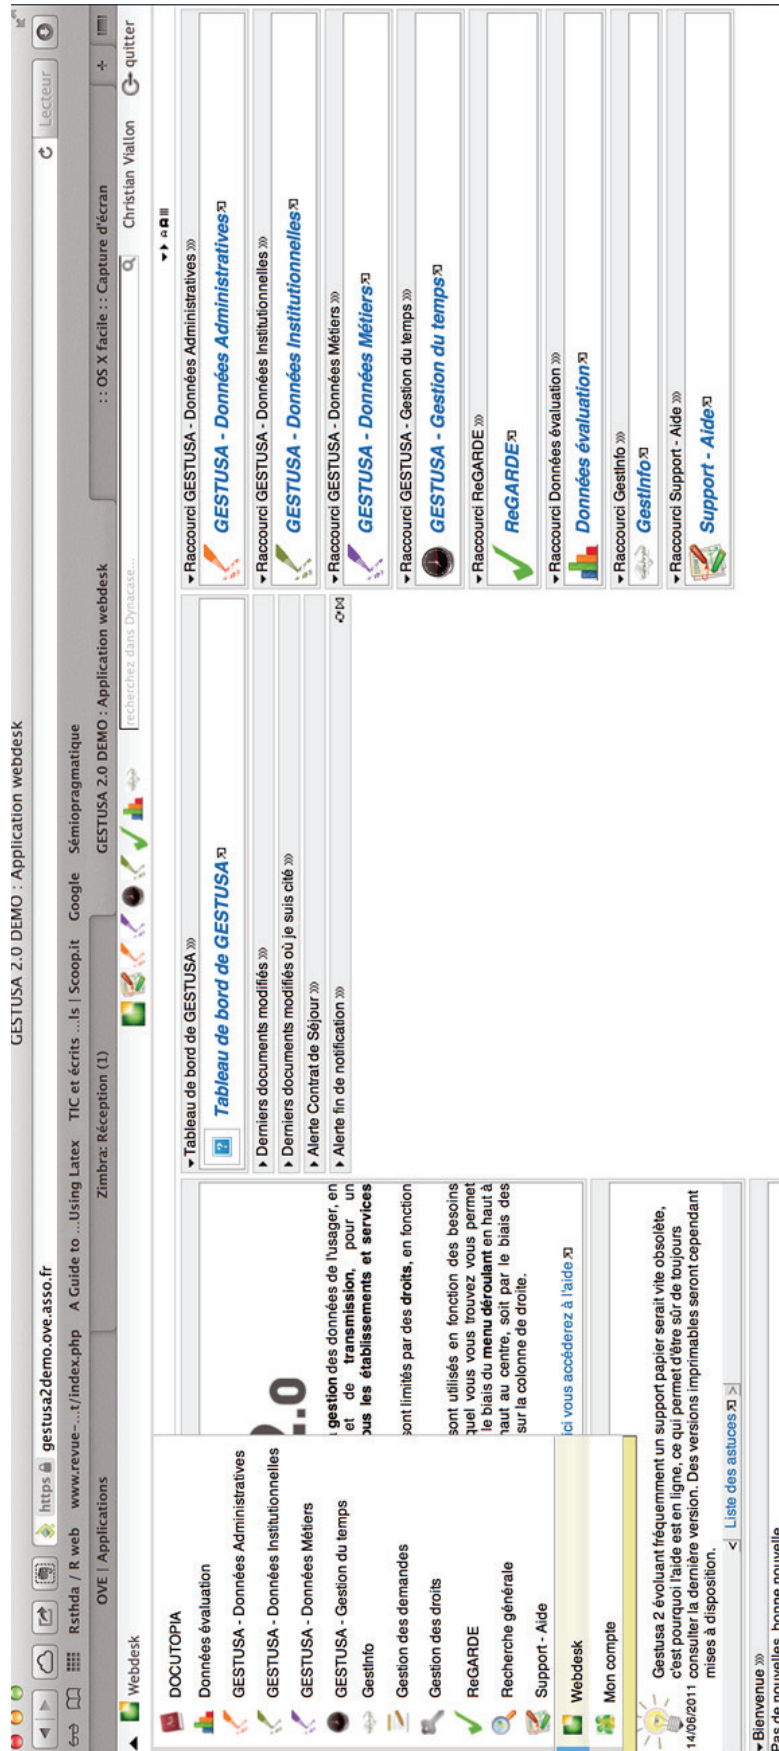 GESTUSA 2.0 DEMO : Application webdesk
https gestusa2demo.ove.asso.fr
Lecteur
Rsthda / R web www.revue-...t/index.php A Guide to ...Using Latex TIC et écrits ...ls | Scoop.it Google Sémiopragmatique
OVE | Applications
Zimbra: Réception (1)
GESTUSA 2.0 DEMO : Application webdesk
:: OS X facile :: Capture d'écran
Webdesk
recherchez dans Dynacase...
Christian Viallon
quitter
DOCUTOPIA
Données évaluation
GESTUSA - Données Administratives
GESTUSA - Données Institutionnelles
GESTUSA - Données Métiers
GESTUSA - Gestion du temps
GestInfo
Gestion des demandes
Gestion des droits
ReGARDE
Recherche générale
Support - Aide
Webdesk
Mon compte
2.0
gestion des données de l'usager, en
et de transmission, pour un
ous les établissements et services
sont limités par des droits, en fonction
sont utilisés en fonction des besoins
quel vous vous trouvez vous permet
le biais du menu déroulant en haut à
haut au centre, soit par le biais des
sur la colonne de droite.
ici vous accéderez à l'aide
Gestusa 2 évoluant fréquemment un support papier serait vite obsolète,
c'est pourquoi l'aide est en ligne, ce qui permet d'être sûr de toujours
14/06/2011 consulter la dernière version. Des versions imprimables seront cependant
mises à disposition.
< Liste des astuces >
Bienvenue »»
Pas de nouvelles, bonne nouvelle
Tableau de bord de GESTUSA »»
Tableau de bord de GESTUSA
Derniers documents modifiés »»
Derniers documents modifiés où je suis cité »»
Alerte Contrat de Séjour »»
Alerte fin de notification »»
Raccourci GESTUSA - Données Administratives »»
GESTUSA - Données Administratives
Raccourci GESTUSA - Données Institutionnelles »»
GESTUSA - Données Institutionnelles
Raccourci GESTUSA - Données Métiers »»
GESTUSA - Données Métiers
Raccourci GESTUSA - Gestion du temps »»
GESTUSA - Gestion du temps
Raccourci ReGARDE »»
ReGARDE
Raccourci Données évaluation »»
Données évaluation
Raccourci GestInfo »»
GestInfo
Raccourci Support - Aide »»
Support - Aide